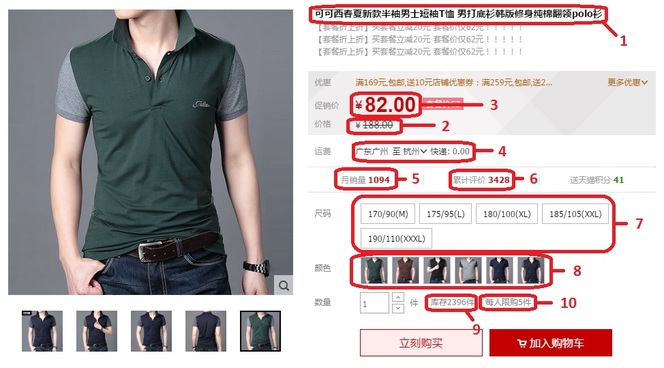 可可西春夏新款半袖男士短袖T恤 男打底衫韩版修身纯棉翻领polo衫
1
【套餐折上折】买套餐立减20元 套餐价仅62元！！！！！
【套餐折上折】买套餐立减20元 套餐价仅62元！！！！！
【套餐折上折】买套餐立减20元 套餐价仅62元！！！！！
优惠 满169元,包邮,送10元店铺优惠券；满259元,包邮,送2... 更多优惠
促销价 ¥82.00 3
价格 ¥188.00 2
运费 广东广州 至 杭州 快递: 0.00 4
月销量 1094 5 累计评价 3428 6 送天猫积分 41
尺码 170/90(M) 175/95(L) 180/100(XL) 185/105(XXL)
190/110(XXXL) 7
颜色 8
数量 1 件 库存2396件 每人限购5件 10
9
立刻购买 加入购物车